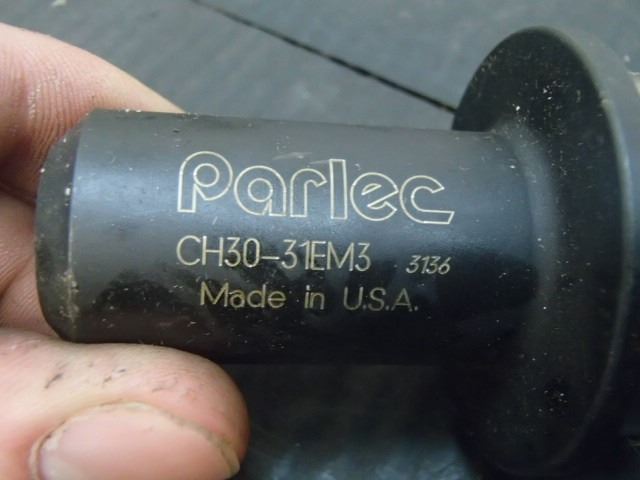 Parlec
CH30-31EM3 3136
Made in U.S.A.